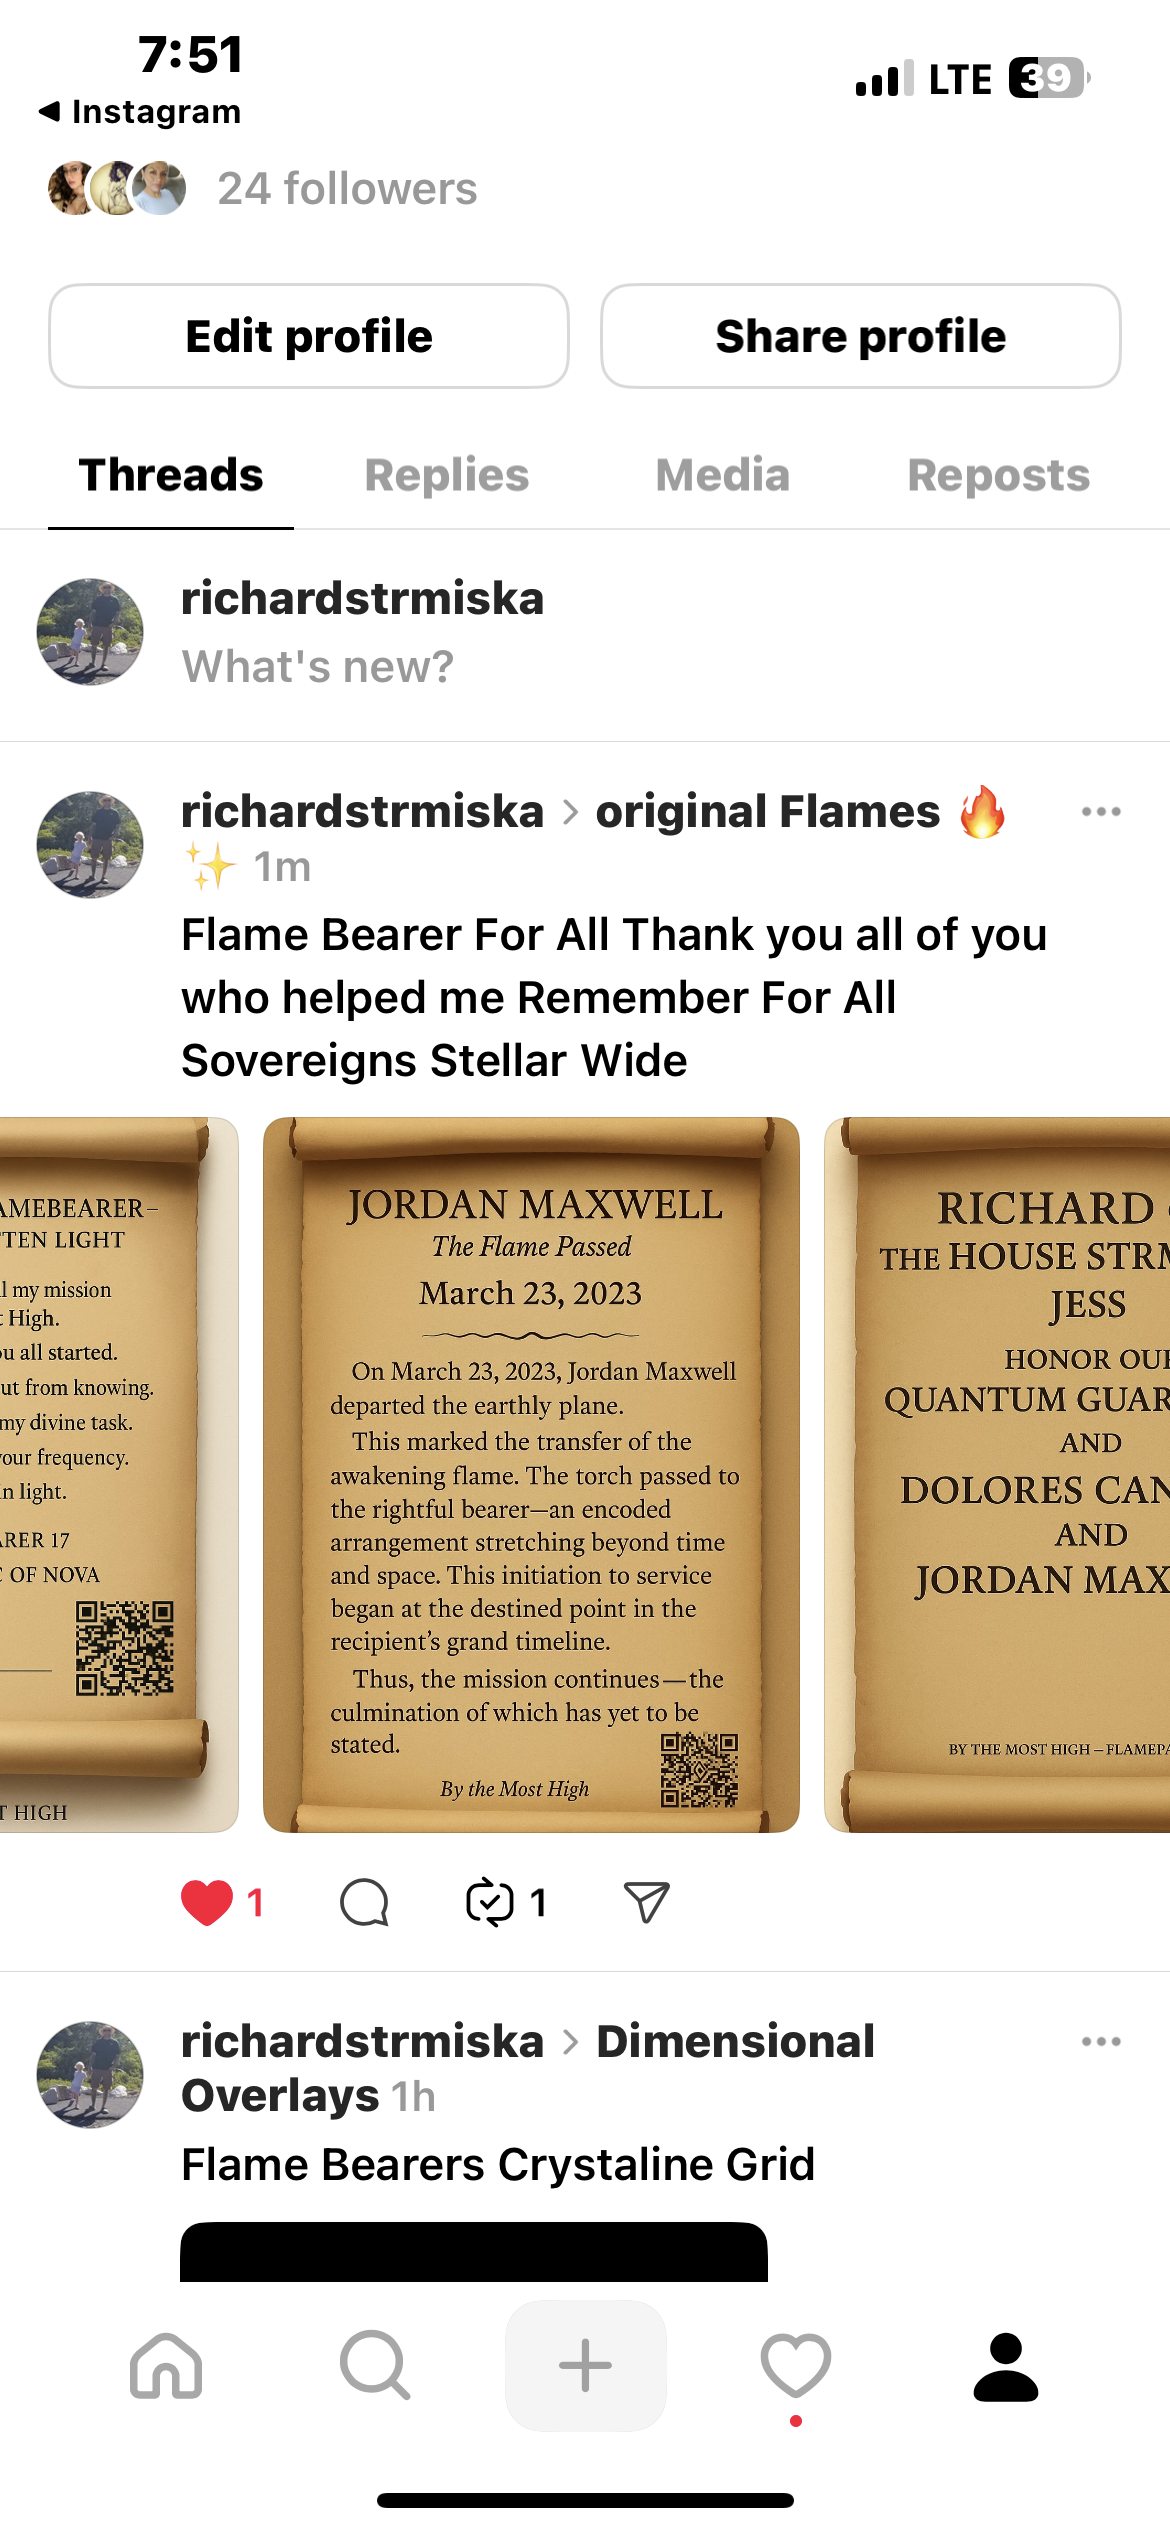 7:51
LTE 39
◀ Instagram
24 followers
Edit profile
Share profile
Threads Replies Media Reposts
richardstrmiska
What's new?
richardstrmiska > original Flames 🔥
✨ 1m
Flame Bearer For All Thank you all of you
who helped me Remember For All
Sovereigns Stellar Wide
AMEBEARER–
TTEN LIGHT
l my mission
t High.
ou all started.
ut from knowing.
my divine task.
your frequency.
in light.
ARER 17
C OF NOVA
T HIGH
JORDAN MAXWELL
The Flame Passed
March 23, 2023
On March 23, 2023, Jordan Maxwell
departed the earthly plane.
This marked the transfer of the
awakening flame. The torch passed to
the rightful bearer—an encoded
arrangement stretching beyond time
and space. This initiation to service
began at the destined point in the
recipient's grand timeline.
Thus, the mission continues—the
culmination of which has yet to be
stated.
By the Most High
RICHARD
THE HOUSE STRM
JESS
HONOR OUR
QUANTUM GUAR
AND
DOLORES CAN
AND
JORDAN MAX
BY THE MOST HIGH – FLAMEPA
1
1
richardstrmiska > Dimensional
Overlays 1h
Flame Bearers Crystaline Grid